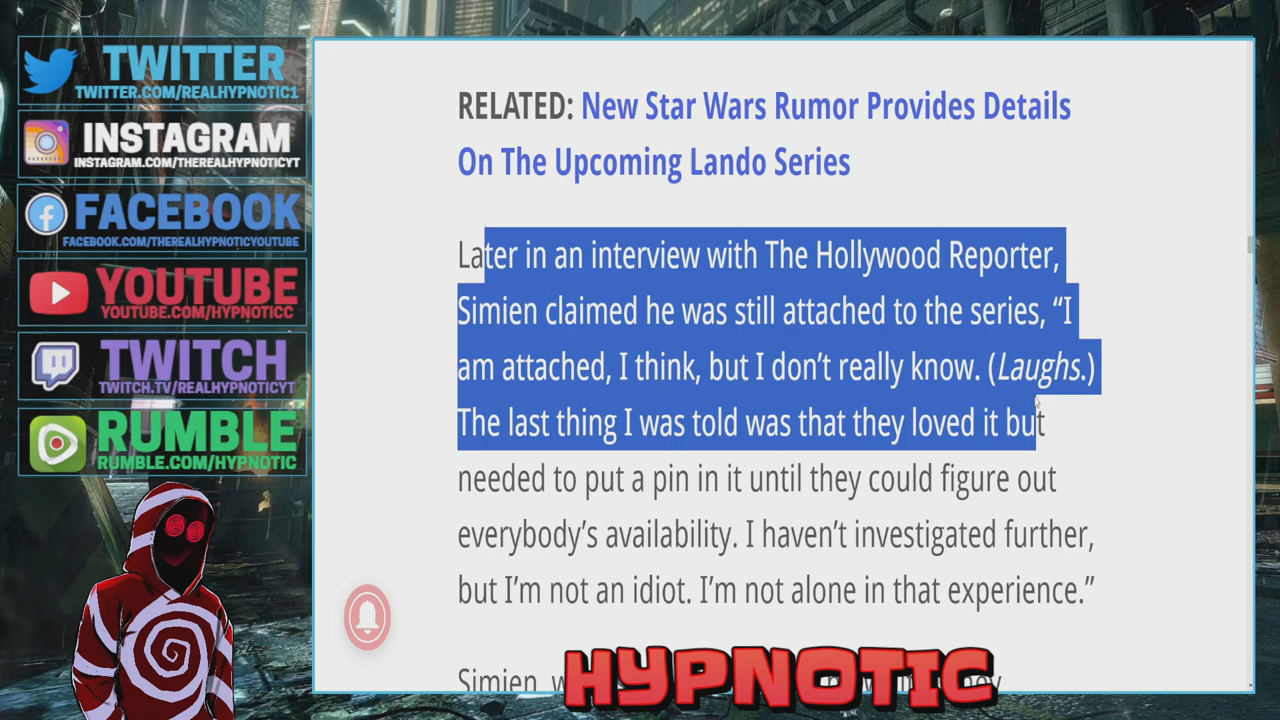 TWITTER
TWITTER.COM/REALHYPNOTIC1
INSTAGRAM
INSTAGRAM.COM/THEREALHYPNOTICYT
FACEBOOK
FACEBOOK.COM/THEREALHYPNOTICYOUTUBE
YOUTUBE
YOUTUBE.COM/HYPNOTICC
TWITCH
TWITCH.TV/REALHYPNOTICYT
RUMBLE
RUMBLE.COM/HYPNOTIC
RELATED: New Star Wars Rumor Provides Details
On The Upcoming Lando Series
Later in an interview with The Hollywood Reporter,
Simien claimed he was still attached to the series, “I
am attached, I think, but I don’t really know. (Laughs.)
The last thing I was told was that they loved it but
needed to put a pin in it until they could figure out
everybody’s availability. I haven’t investigated further,
but I’m not an idiot. I’m not alone in that experience.”
Simien
HYPNOTIC